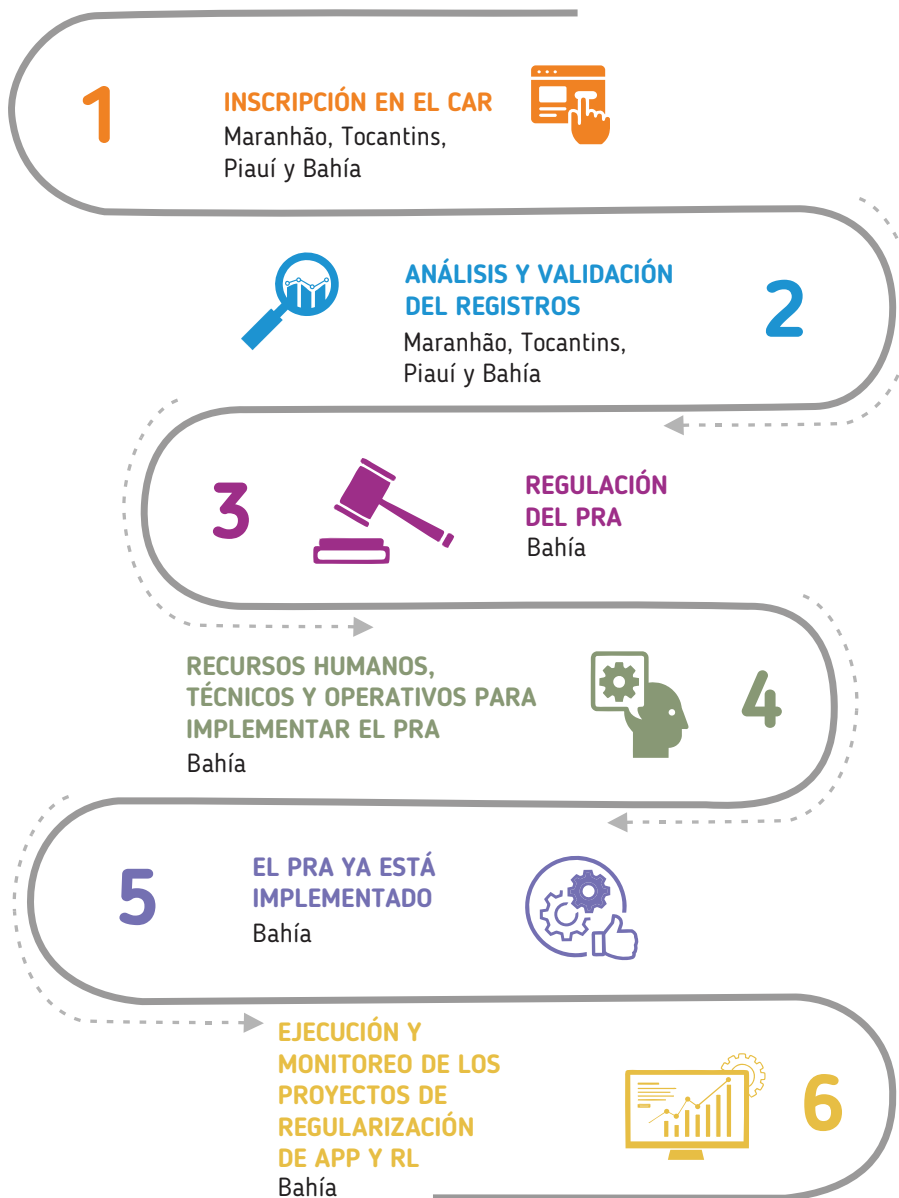 1
INSCRIPCIÓN EN EL CAR
Maranhão, Tocantins,
Piauí y Bahía
ANÁLISIS Y VALIDACIÓN
DEL REGISTROS
Maranhão, Tocantins,
Piauí y Bahía
2
3
REGULACIÓN
DEL PRA
Bahía
RECURSOS HUMANOS,
TÉCNICOS Y OPERATIVOS PARA
IMPLEMENTAR EL PRA
Bahía
4
5
EL PRA YA ESTÁ
IMPLEMENTADO
Bahía
EJECUCIÓN Y
MONITOREO DE LOS
PROYECTOS DE
REGULARIZACIÓN
DE APP Y RL
Bahía
6